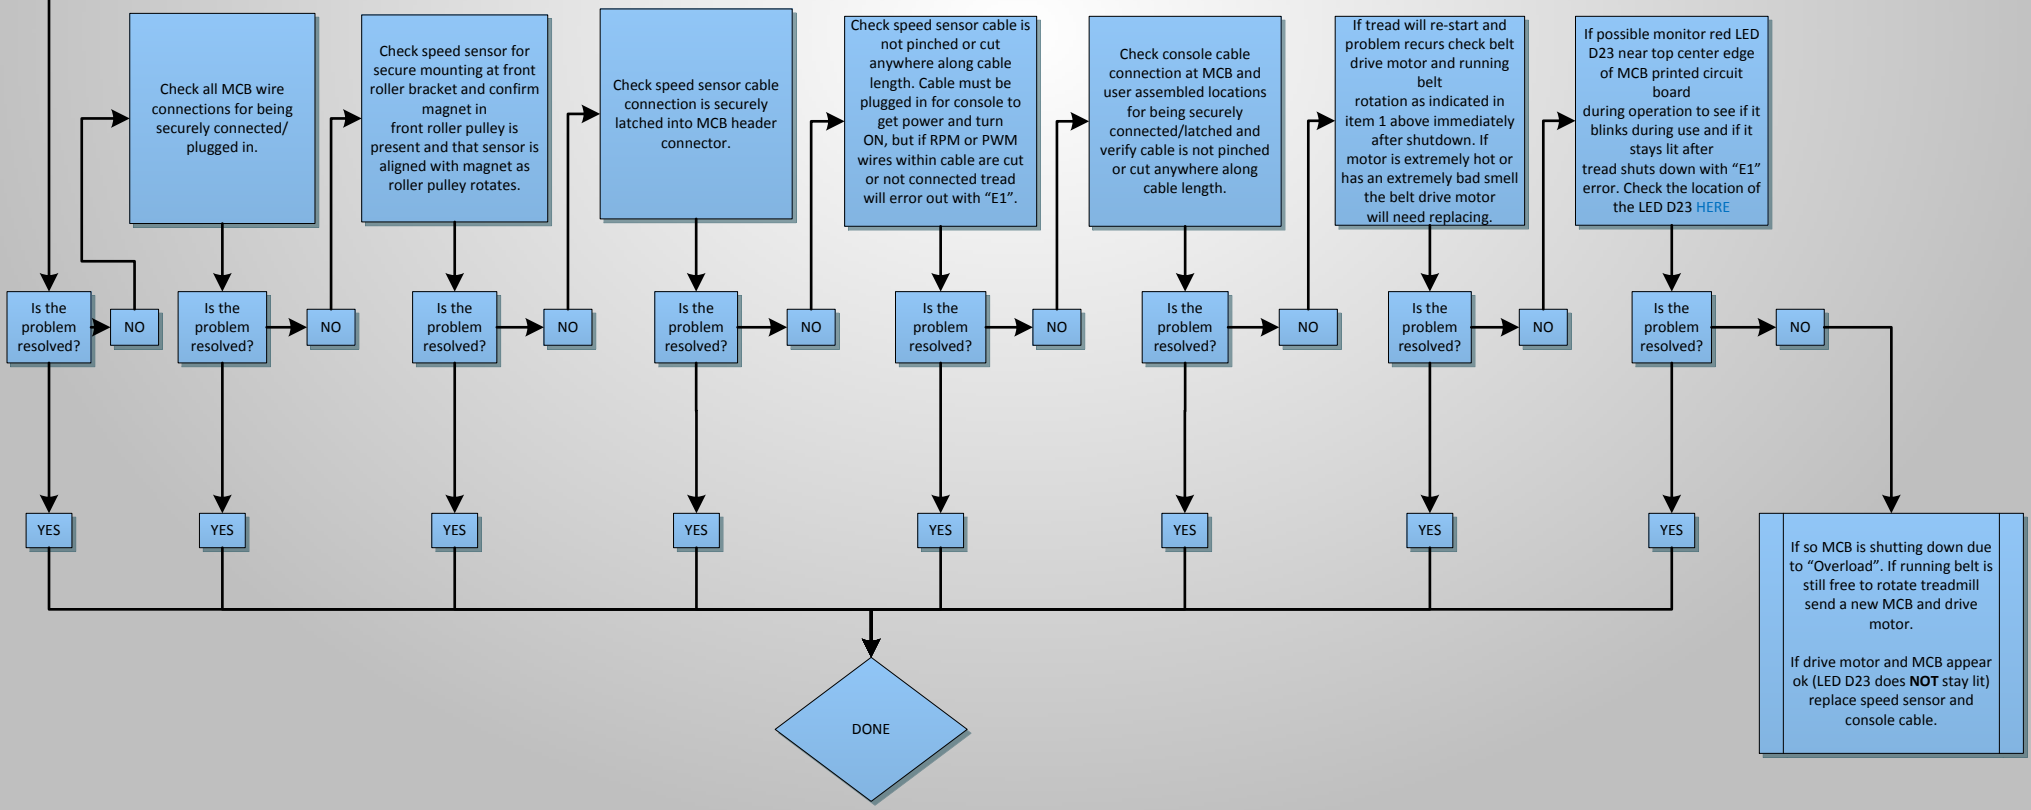 Check all MCB wire
connections for being
securely connected/
plugged in.
Check speed sensor for
secure mounting at front
roller bracket and confirm
magnet in
front roller pulley is
present and that sensor is
aligned with magnet as
roller pulley rotates.
Check speed sensor cable
connection is securely
latched into MCB header
connector.
Check speed sensor cable is
not pinched or cut
anywhere along cable
length. Cable must be
plugged in for console to
get power and turn
ON, but if RPM or PWM
wires within cable are cut
or not connected tread
will error out with “E1”.
Check console cable
connection at MCB and
user assembled locations
for being securely
connected/latched and
verify cable is not pinched
or cut anywhere along
cable length.
If tread will re-start and
problem recurs check belt
drive motor and running
belt
rotation as indicated in
item 1 above immediately
after shutdown. If
motor is extremely hot or
has an extremely bad smell
the belt drive motor
will need replacing.
If possible monitor red LED
D23 near top center edge
of MCB printed circuit
board
during operation to see if it
blinks during use and if it
stays lit after
tread shuts down with “E1”
error. Check the location of
the LED D23 HERE
Is the
problem
resolved?
NO
Is the
problem
resolved?
NO
Is the
problem
resolved?
NO
Is the
problem
resolved?
NO
Is the
problem
resolved?
NO
Is the
problem
resolved?
NO
Is the
problem
resolved?
NO
Is the
problem
resolved?
NO
YES
YES
YES
YES
YES
YES
YES
YES
If so MCB is shutting down due
to “Overload”. If running belt is
still free to rotate treadmill
send a new MCB and drive
motor.
If drive motor and MCB appear
ok (LED D23 does NOT stay lit)
replace speed sensor and
console cable.
DONE